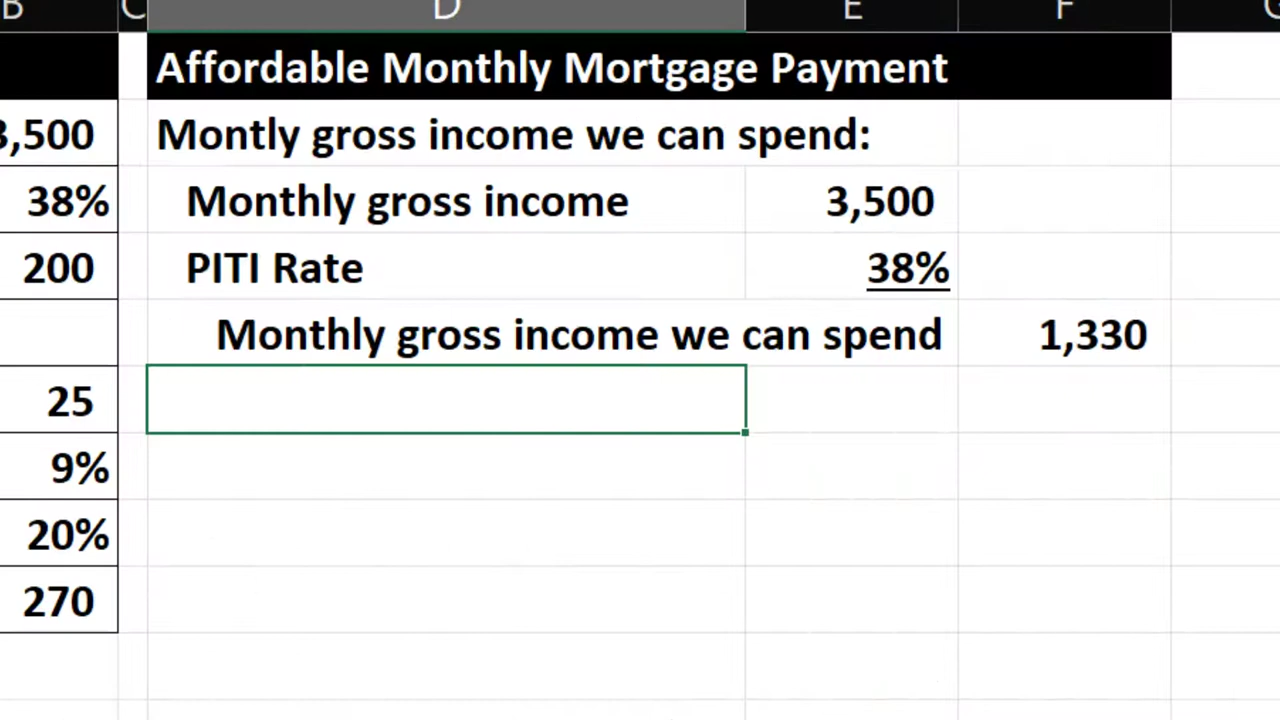 B C D E F G
Affordable Monthly Mortgage Payment
3,500 Montly gross income we can spend:
38% Monthly gross income 3,500
200 PITI Rate 38%
Monthly gross income we can spend 1,330
25
9%
20%
270